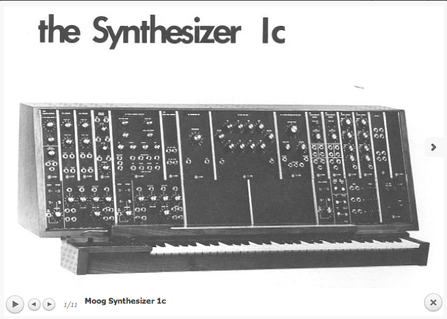 the Synthesizer 1c
1/11 Moog Synthesizer 1c